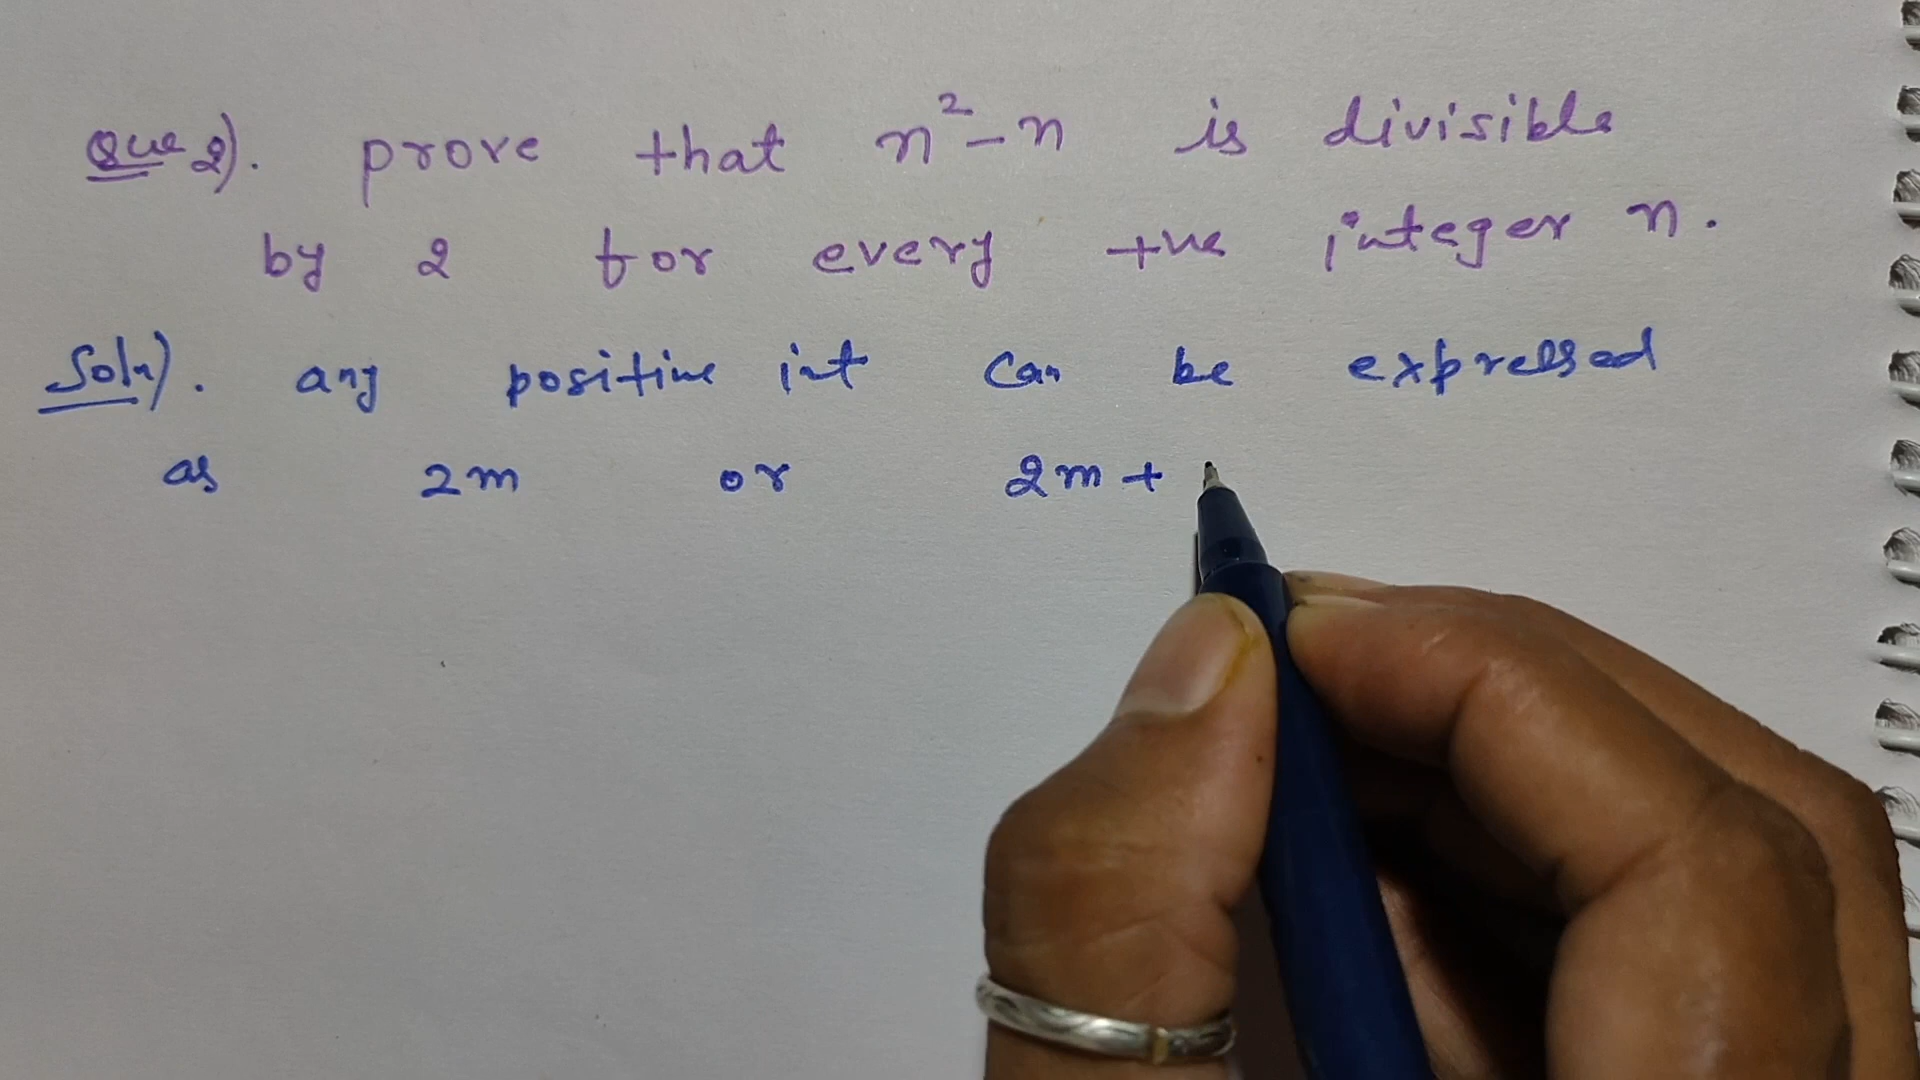 Que 2). prove that n²-n is divisible
by 2 for every +ve integer n.
Soln). any positive int can be expressed
as 2m or 2m +